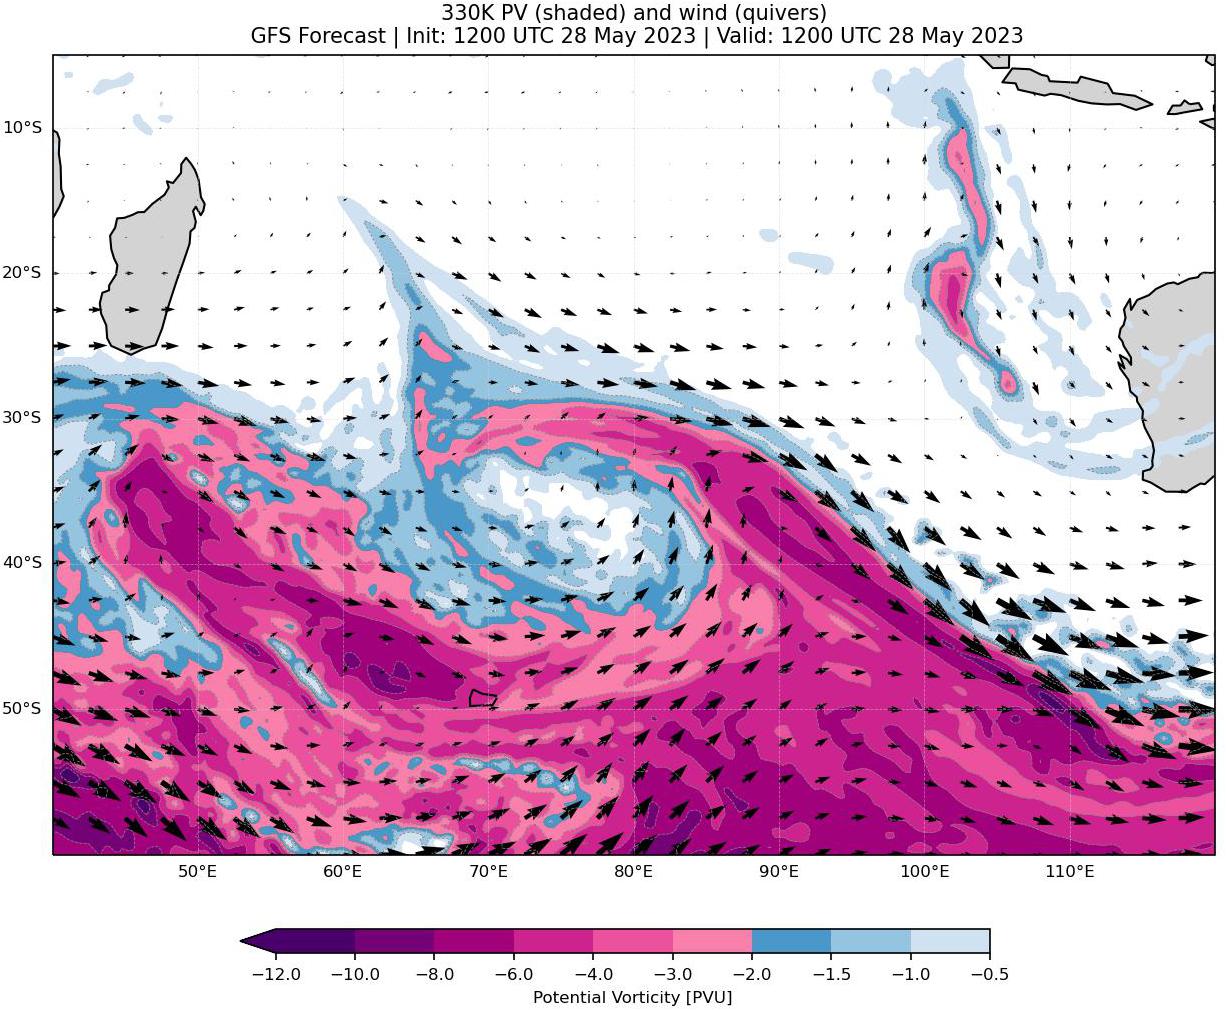 330K PV (shaded) and wind (quivers)
GFS Forecast | Init: 1200 UTC 28 May 2023 | Valid: 1200 UTC 28 May 2023
10°S
20°S
30°S
40°S
50°S
50°E 60°E 70°E 80°E 90°E 100°E 110°E
−12.0 −10.0 −8.0 −6.0 −4.0 −3.0 −2.0 −1.5 −1.0 −0.5
Potential Vorticity [PVU]